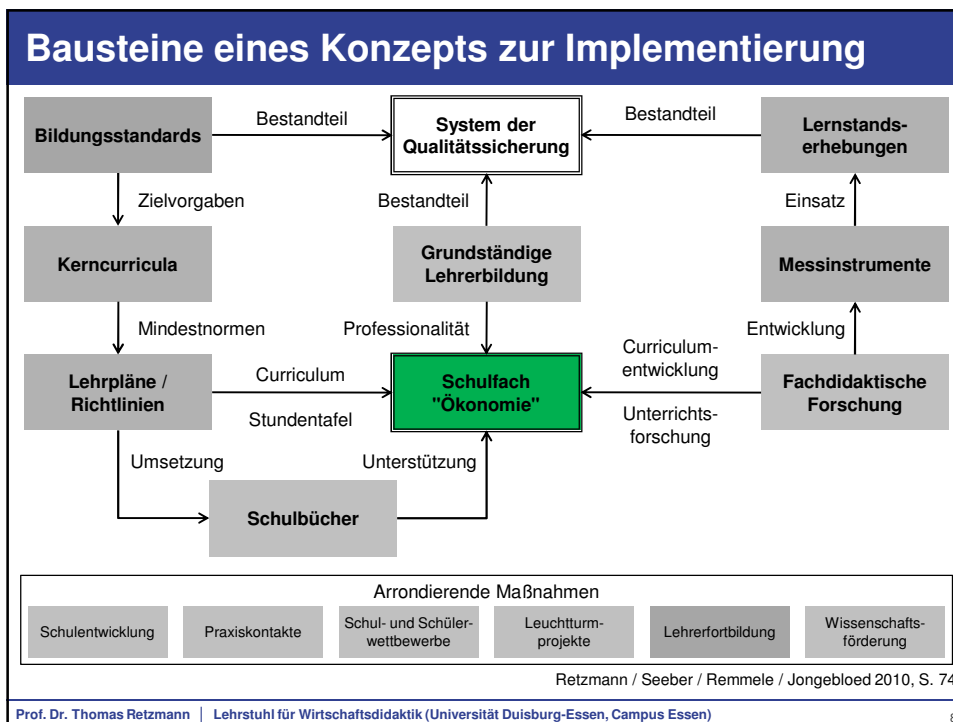 Bausteine eines Konzepts zur Implementierung
Bildungsstandards
Bestandteil
System der
Qualitätssicherung
Bestandteil
Lernstands-
erhebungen
Zielvorgaben
Bestandteil
Einsatz
Kerncurricula
Grundständige
Lehrerbildung
Messinstrumente
Mindestnormen
Professionalität
Entwicklung
Lehrpläne /
Richtlinien
Curriculum
Stundentafel
Schulfach
"Ökonomie"
Curriculum-
entwicklung
Unterrichts-
forschung
Fachdidaktische
Forschung
Umsetzung
Unterstützung
Schulbücher
Arrondierende Maßnahmen
Schulentwicklung
Praxiskontakte
Schul- und Schüler-
wettbewerbe
Leuchtturm-
projekte
Lehrerfortbildung
Wissenschafts-
förderung
Retzmann / Seeber / Remmele / Jongebloed 2010, S. 74
Prof. Dr. Thomas Retzmann | Lehrstuhl für Wirtschaftsdidaktik (Universität Duisburg-Essen, Campus Essen)
8